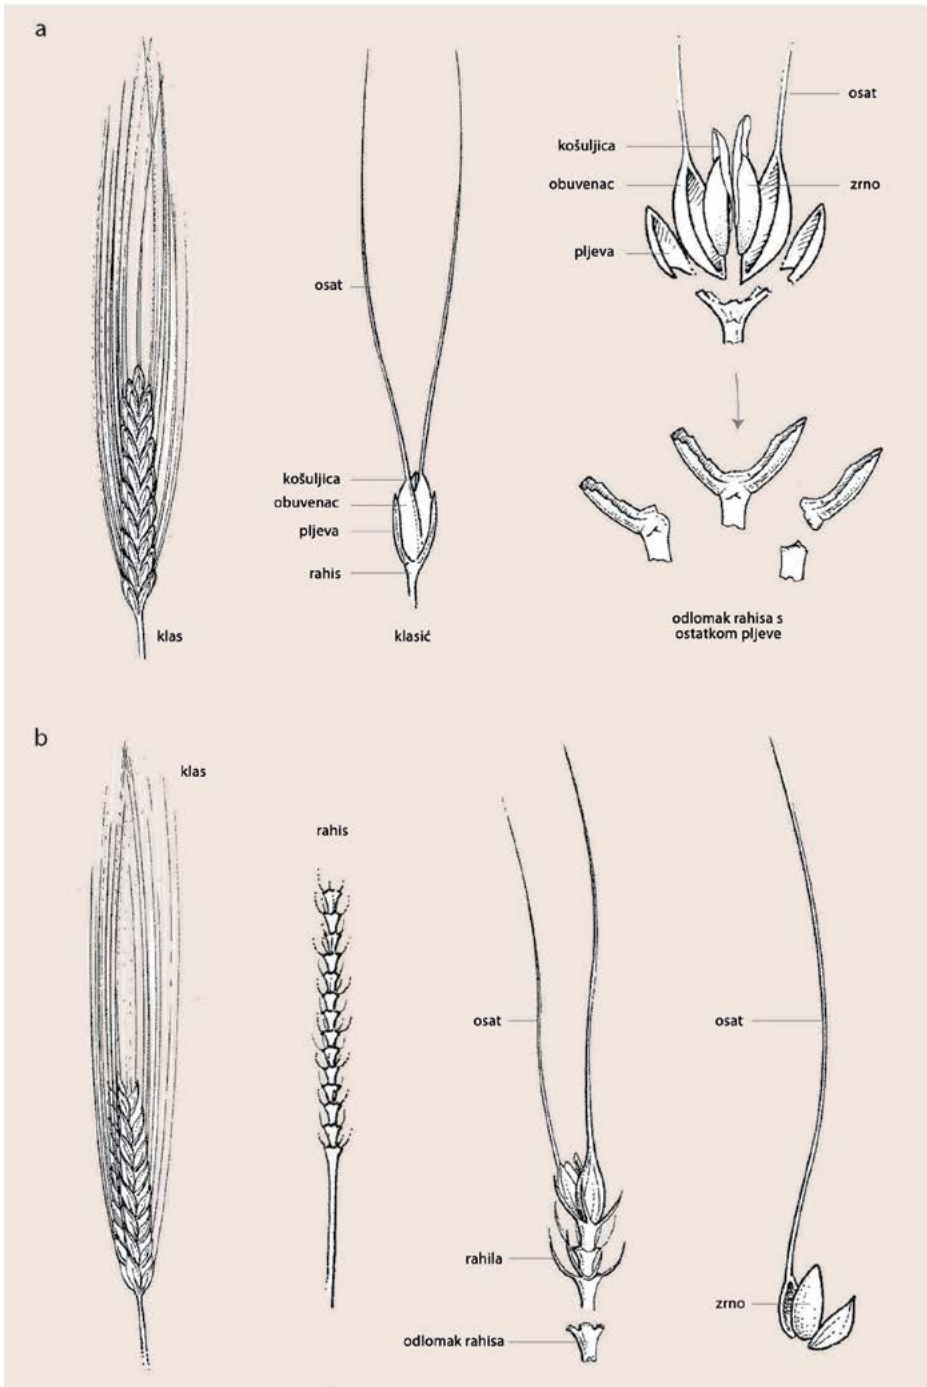 a
klas
osat
košuljica
obuvenac
pljeva
rahis
klasić
osat
košuljica
obuvenac
zrno
pljeva
odlomak rahisa s
ostatkom pljeve
b
klas
rahis
osat
rahila
odlomak rahisa
osat
zrno